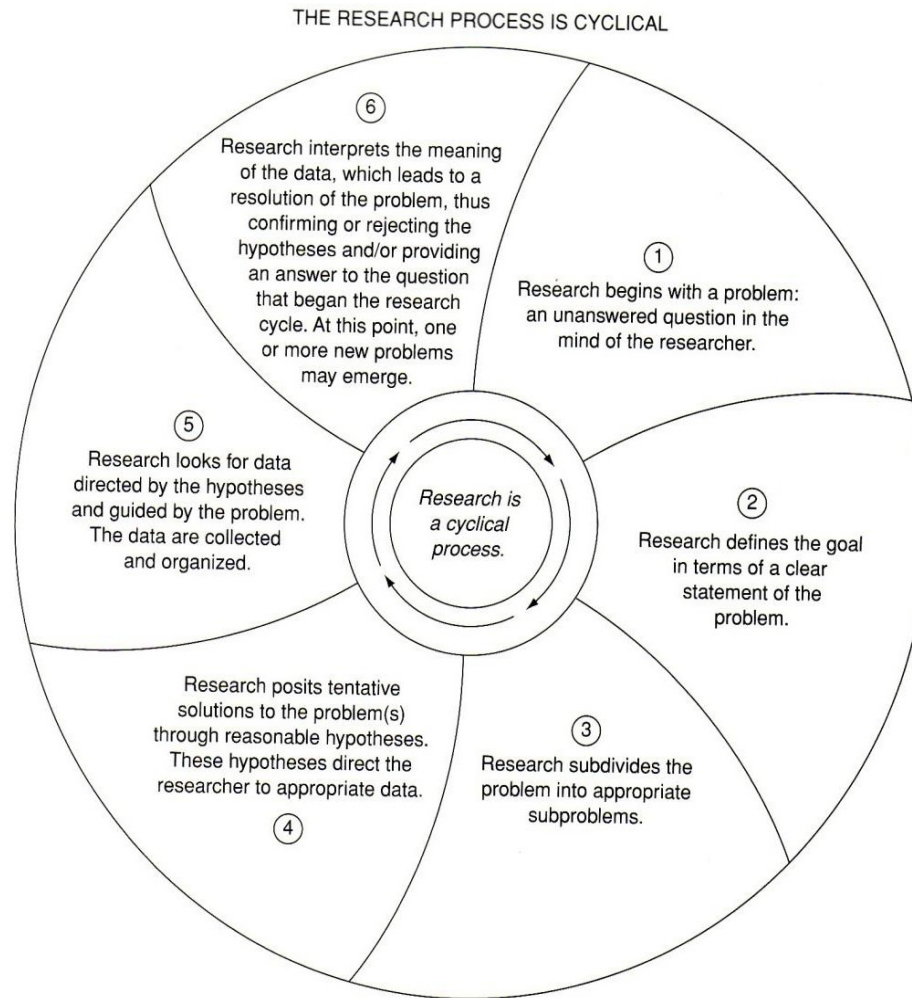 THE RESEARCH PROCESS IS CYCLICAL
6
Research interprets the meaning
of the data, which leads to a
resolution of the problem, thus
confirming or rejecting the
hypotheses and/or providing
an answer to the question
that began the research
cycle. At this point, one
or more new problems
may emerge.
1
Research begins with a problem:
an unanswered question in the
mind of the researcher.
2
Research defines the goal
in terms of a clear
statement of the
problem.
3
Research subdivides the
problem into appropriate
subproblems.
Research posits tentative
solutions to the problem(s)
through reasonable hypotheses.
These hypotheses direct the
researcher to appropriate data.
4
5
Research looks for data
directed by the hypotheses
and guided by the problem.
The data are collected
and organized.
Research is
a cyclical
process.